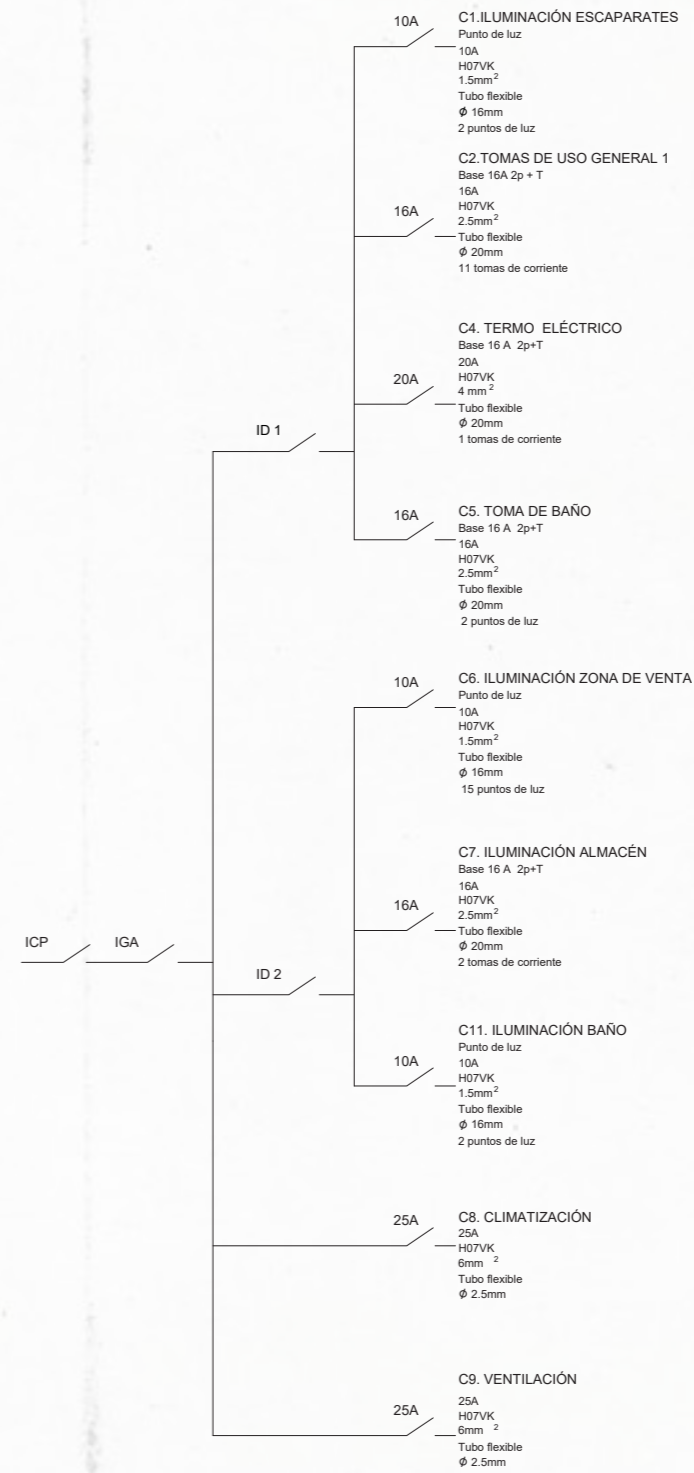 10A
C1.ILUMINACIÓN ESCAPARATES
Punto de luz
10A
H07VK
1.5mm²
Tubo flexible
ϕ 16mm
2 puntos de luz
16A
C2.TOMAS DE USO GENERAL 1
Base 16A 2p + T
16A
H07VK
2.5mm²
Tubo flexible
ϕ 20mm
11 tomas de corriente
20A
C4. TERMO ELÉCTRICO
Base 16 A 2p+T
20A
H07VK
4 mm²
Tubo flexible
ϕ 20mm
1 tomas de corriente
ID 1
16A
C5. TOMA DE BAÑO
Base 16 A 2p+T
16A
H07VK
2.5mm²
Tubo flexible
ϕ 20mm
2 puntos de luz
10A
C6. ILUMINACIÓN ZONA DE VENTA
Punto de luz
10A
H07VK
1.5mm²
Tubo flexible
ϕ 16mm
15 puntos de luz
16A
C7. ILUMINACIÓN ALMACÉN
Base 16 A 2p+T
16A
H07VK
2.5mm²
Tubo flexible
ϕ 20mm
2 tomas de corriente
ICP
IGA
ID 2
10A
C11. ILUMINACIÓN BAÑO
Punto de luz
10A
H07VK
1.5mm²
Tubo flexible
ϕ 16mm
2 puntos de luz
25A
C8. CLIMATIZACIÓN
25A
H07VK
6mm ²
Tubo flexible
ϕ 2.5mm
25A
C9. VENTILACIÓN
25A
H07VK
6mm ²
Tubo flexible
ϕ 2.5mm